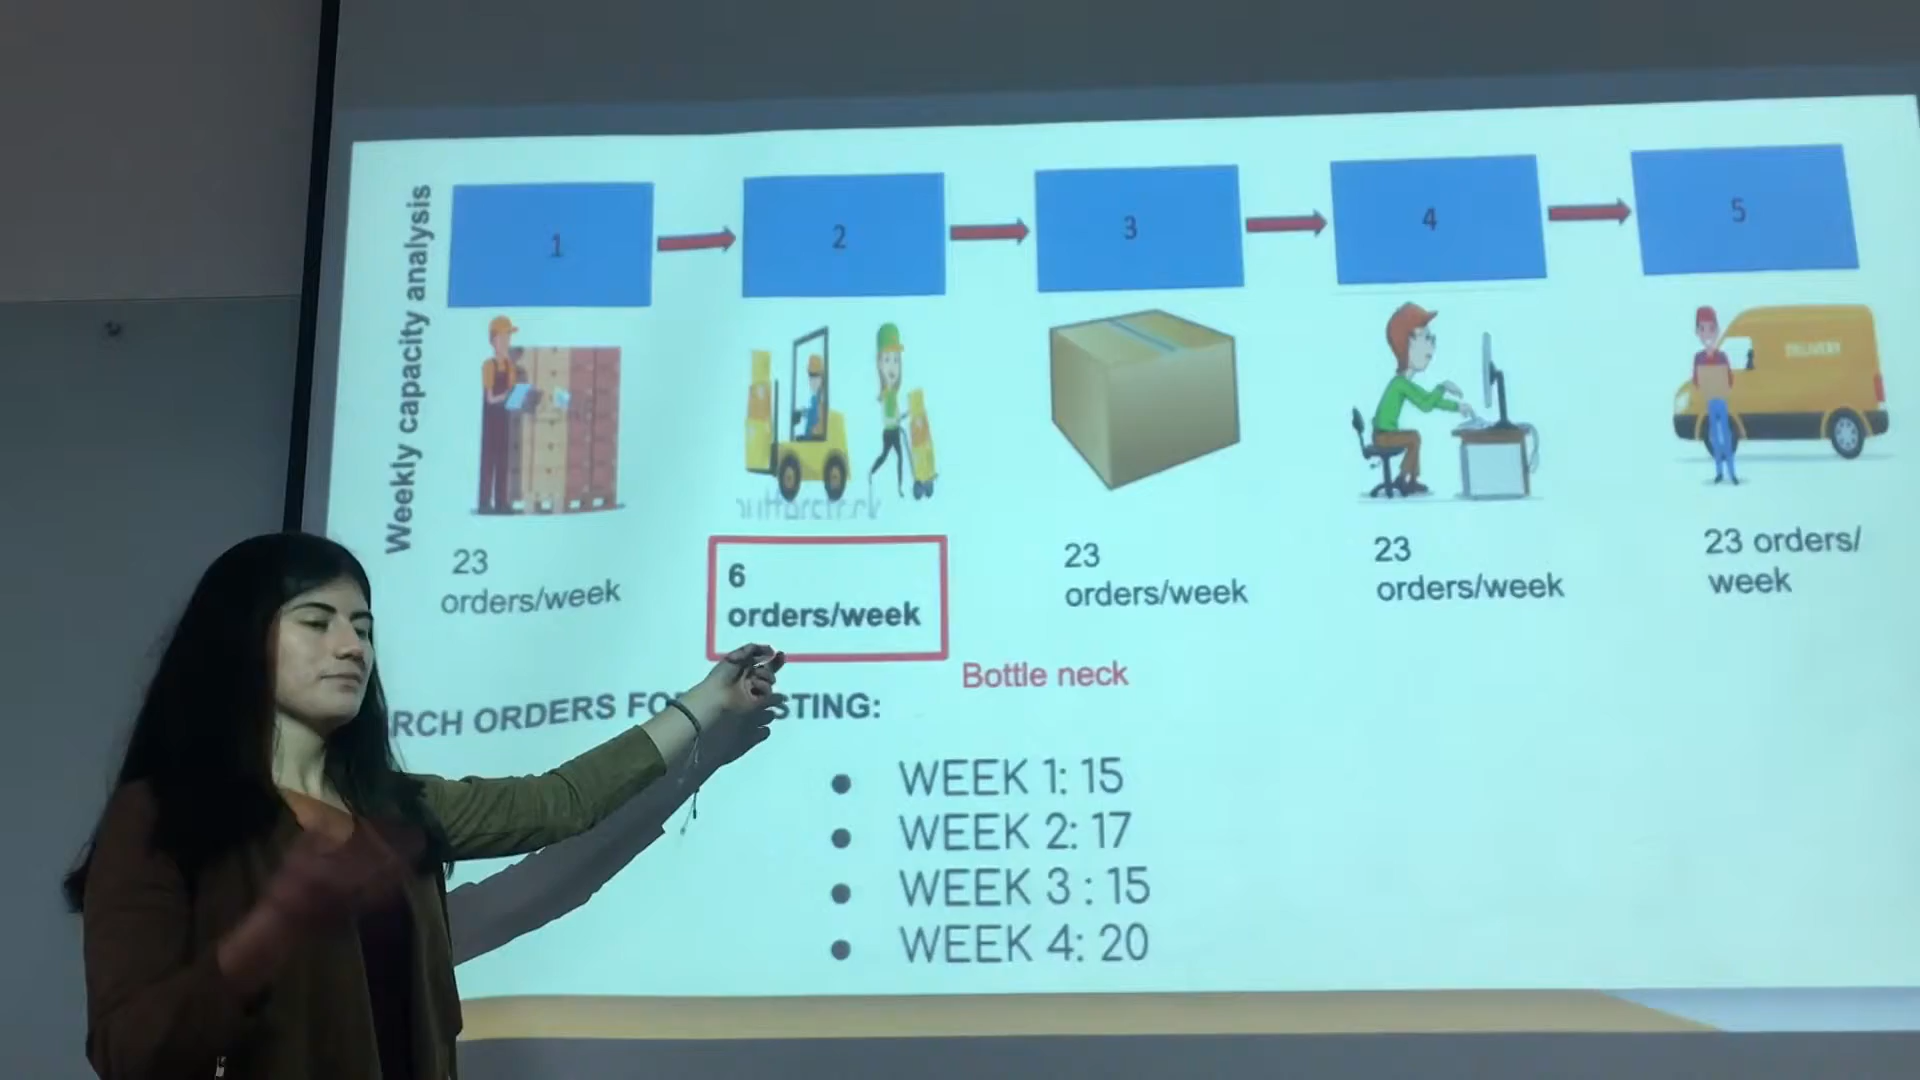 Weekly capacity analysis
1
2
3
4
5
DELIVERY
23
orders/week
6
orders/week
23
orders/week
23
orders/week
23 orders/
week
Bottle neck
RCH ORDERS FO STING:
● WEEK 1: 15
● WEEK 2: 17
● WEEK 3 : 15
● WEEK 4: 20